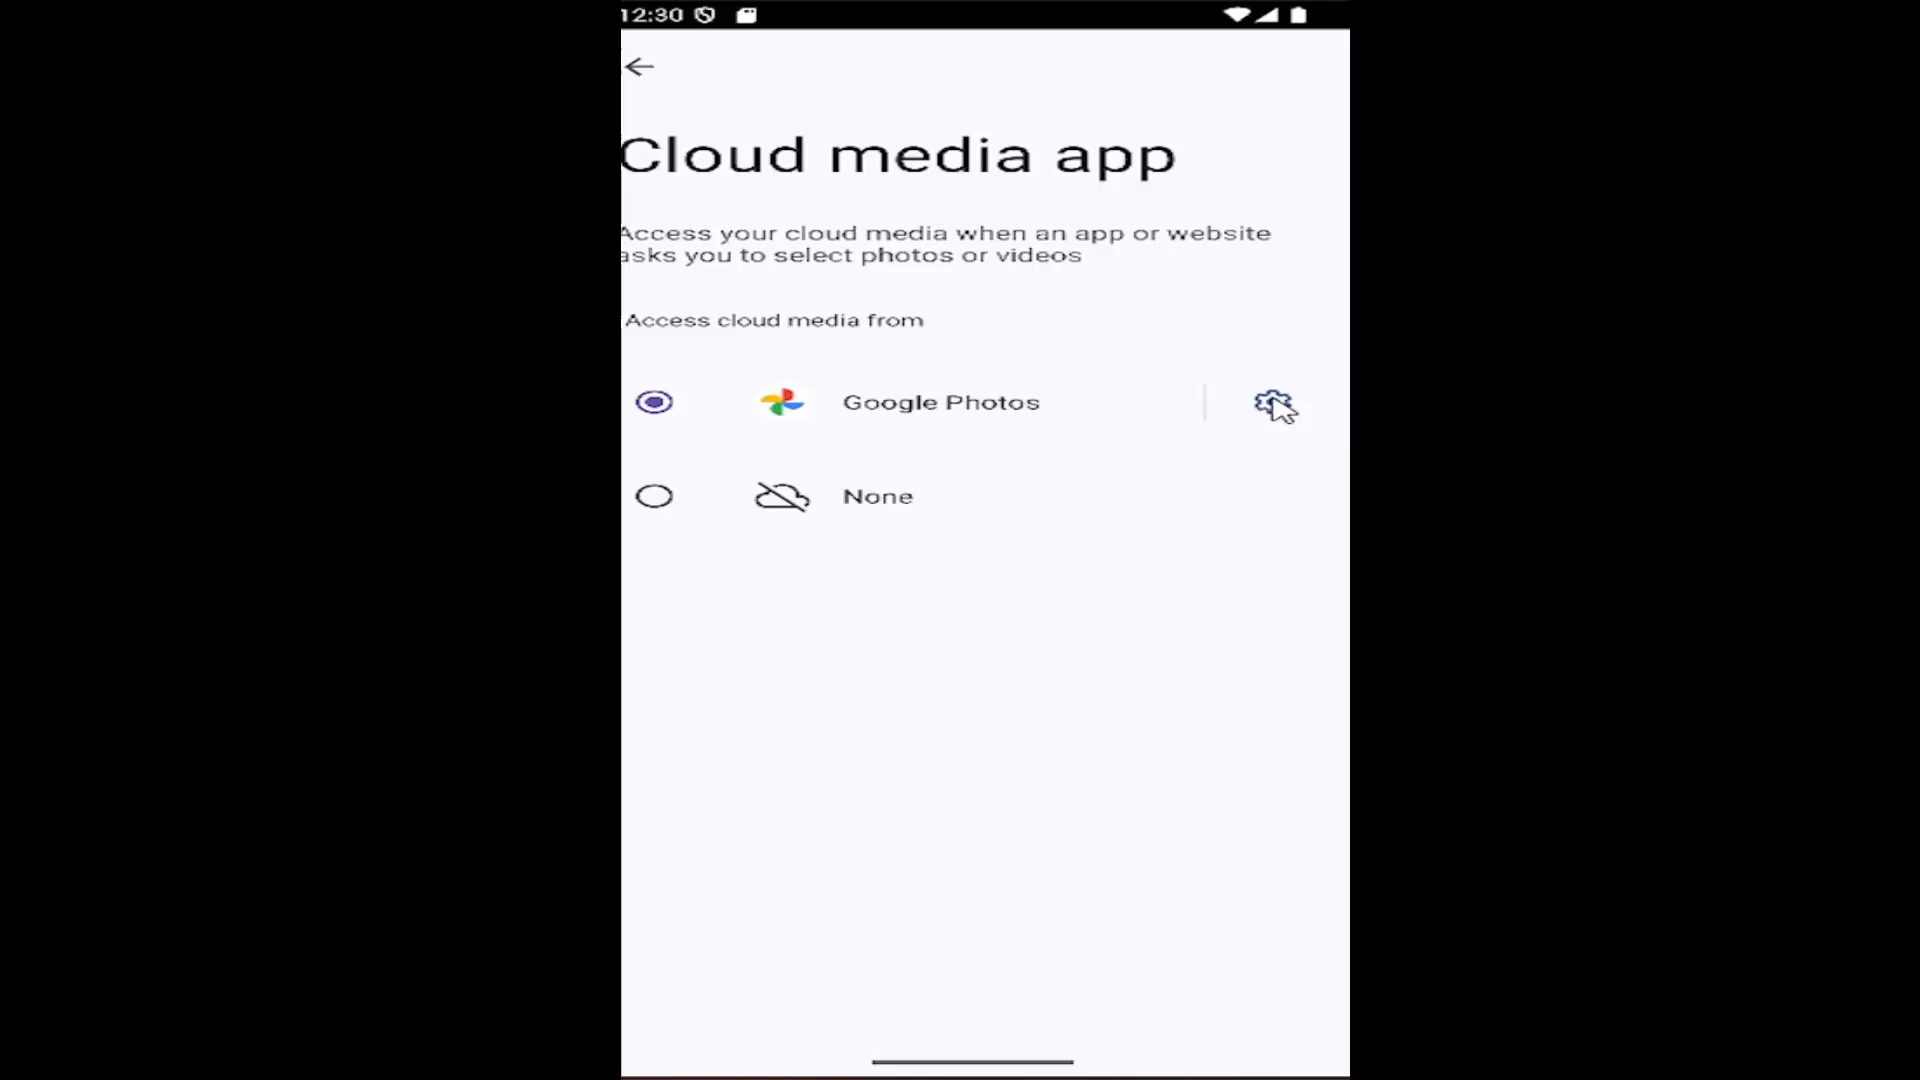 12:30
Cloud media app
Access your cloud media when an app or website
asks you to select photos or videos
Access cloud media from
Google Photos
None